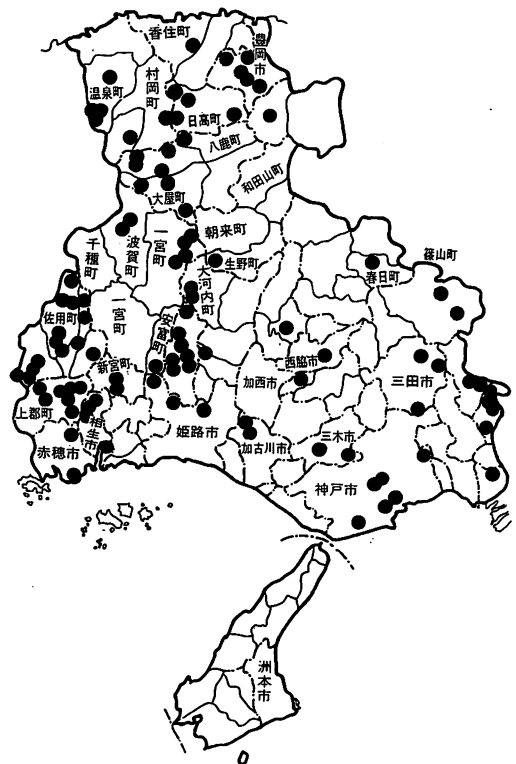 香住町
豊岡市
村岡町
温泉町
日高町
八鹿町
和田山町
大屋町
朝来町
一宮町
波賀町
千種町
生野町
大河内町
篠山町
春日町
佐用町
一宮町
安富町
新宮町
西脇市
加西市
三田市
上郡町
相生市
赤穂市
姫路市
加古川市
三木市
神戸市
洲本市